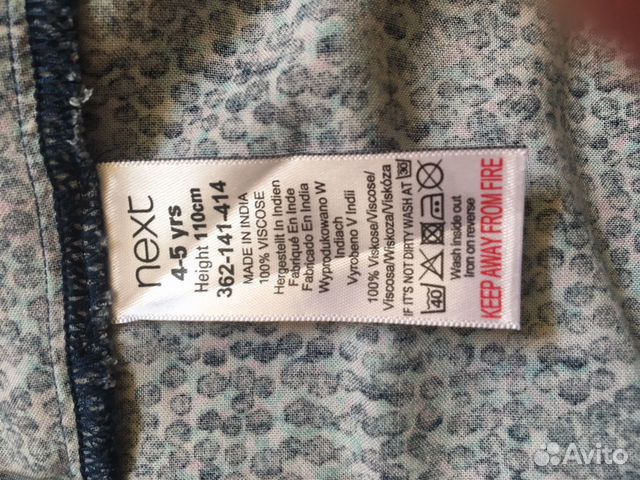 next
4-5 yrs
Height 110cm
362-141-414
MADE IN INDIA
100% VISCOSE
Hergestellt In Indien
Fabriqué En Inde
Fabricado En India
Wyprodukowano W
Indiach
Vyrobeno V Indii
100% Viskose/Viscose/
Viscosa/Wiskoza/Viskóza
IF IT'S NOT DIRTY WASH AT 30
40
Wash inside out
iron on reverse
KEEP AWAY FROM FIRE
Avito